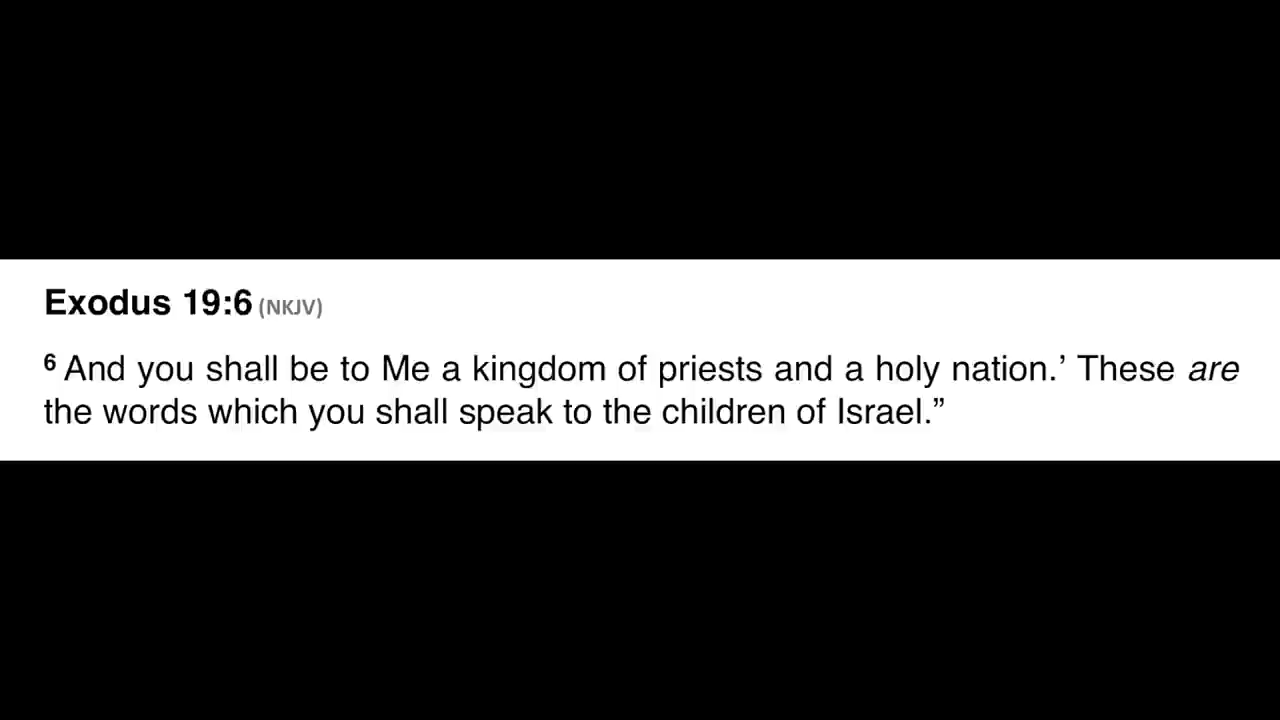 Exodus 19:6 (NKJV)
6 And you shall be to Me a kingdom of priests and a holy nation.’ These are
the words which you shall speak to the children of Israel.”